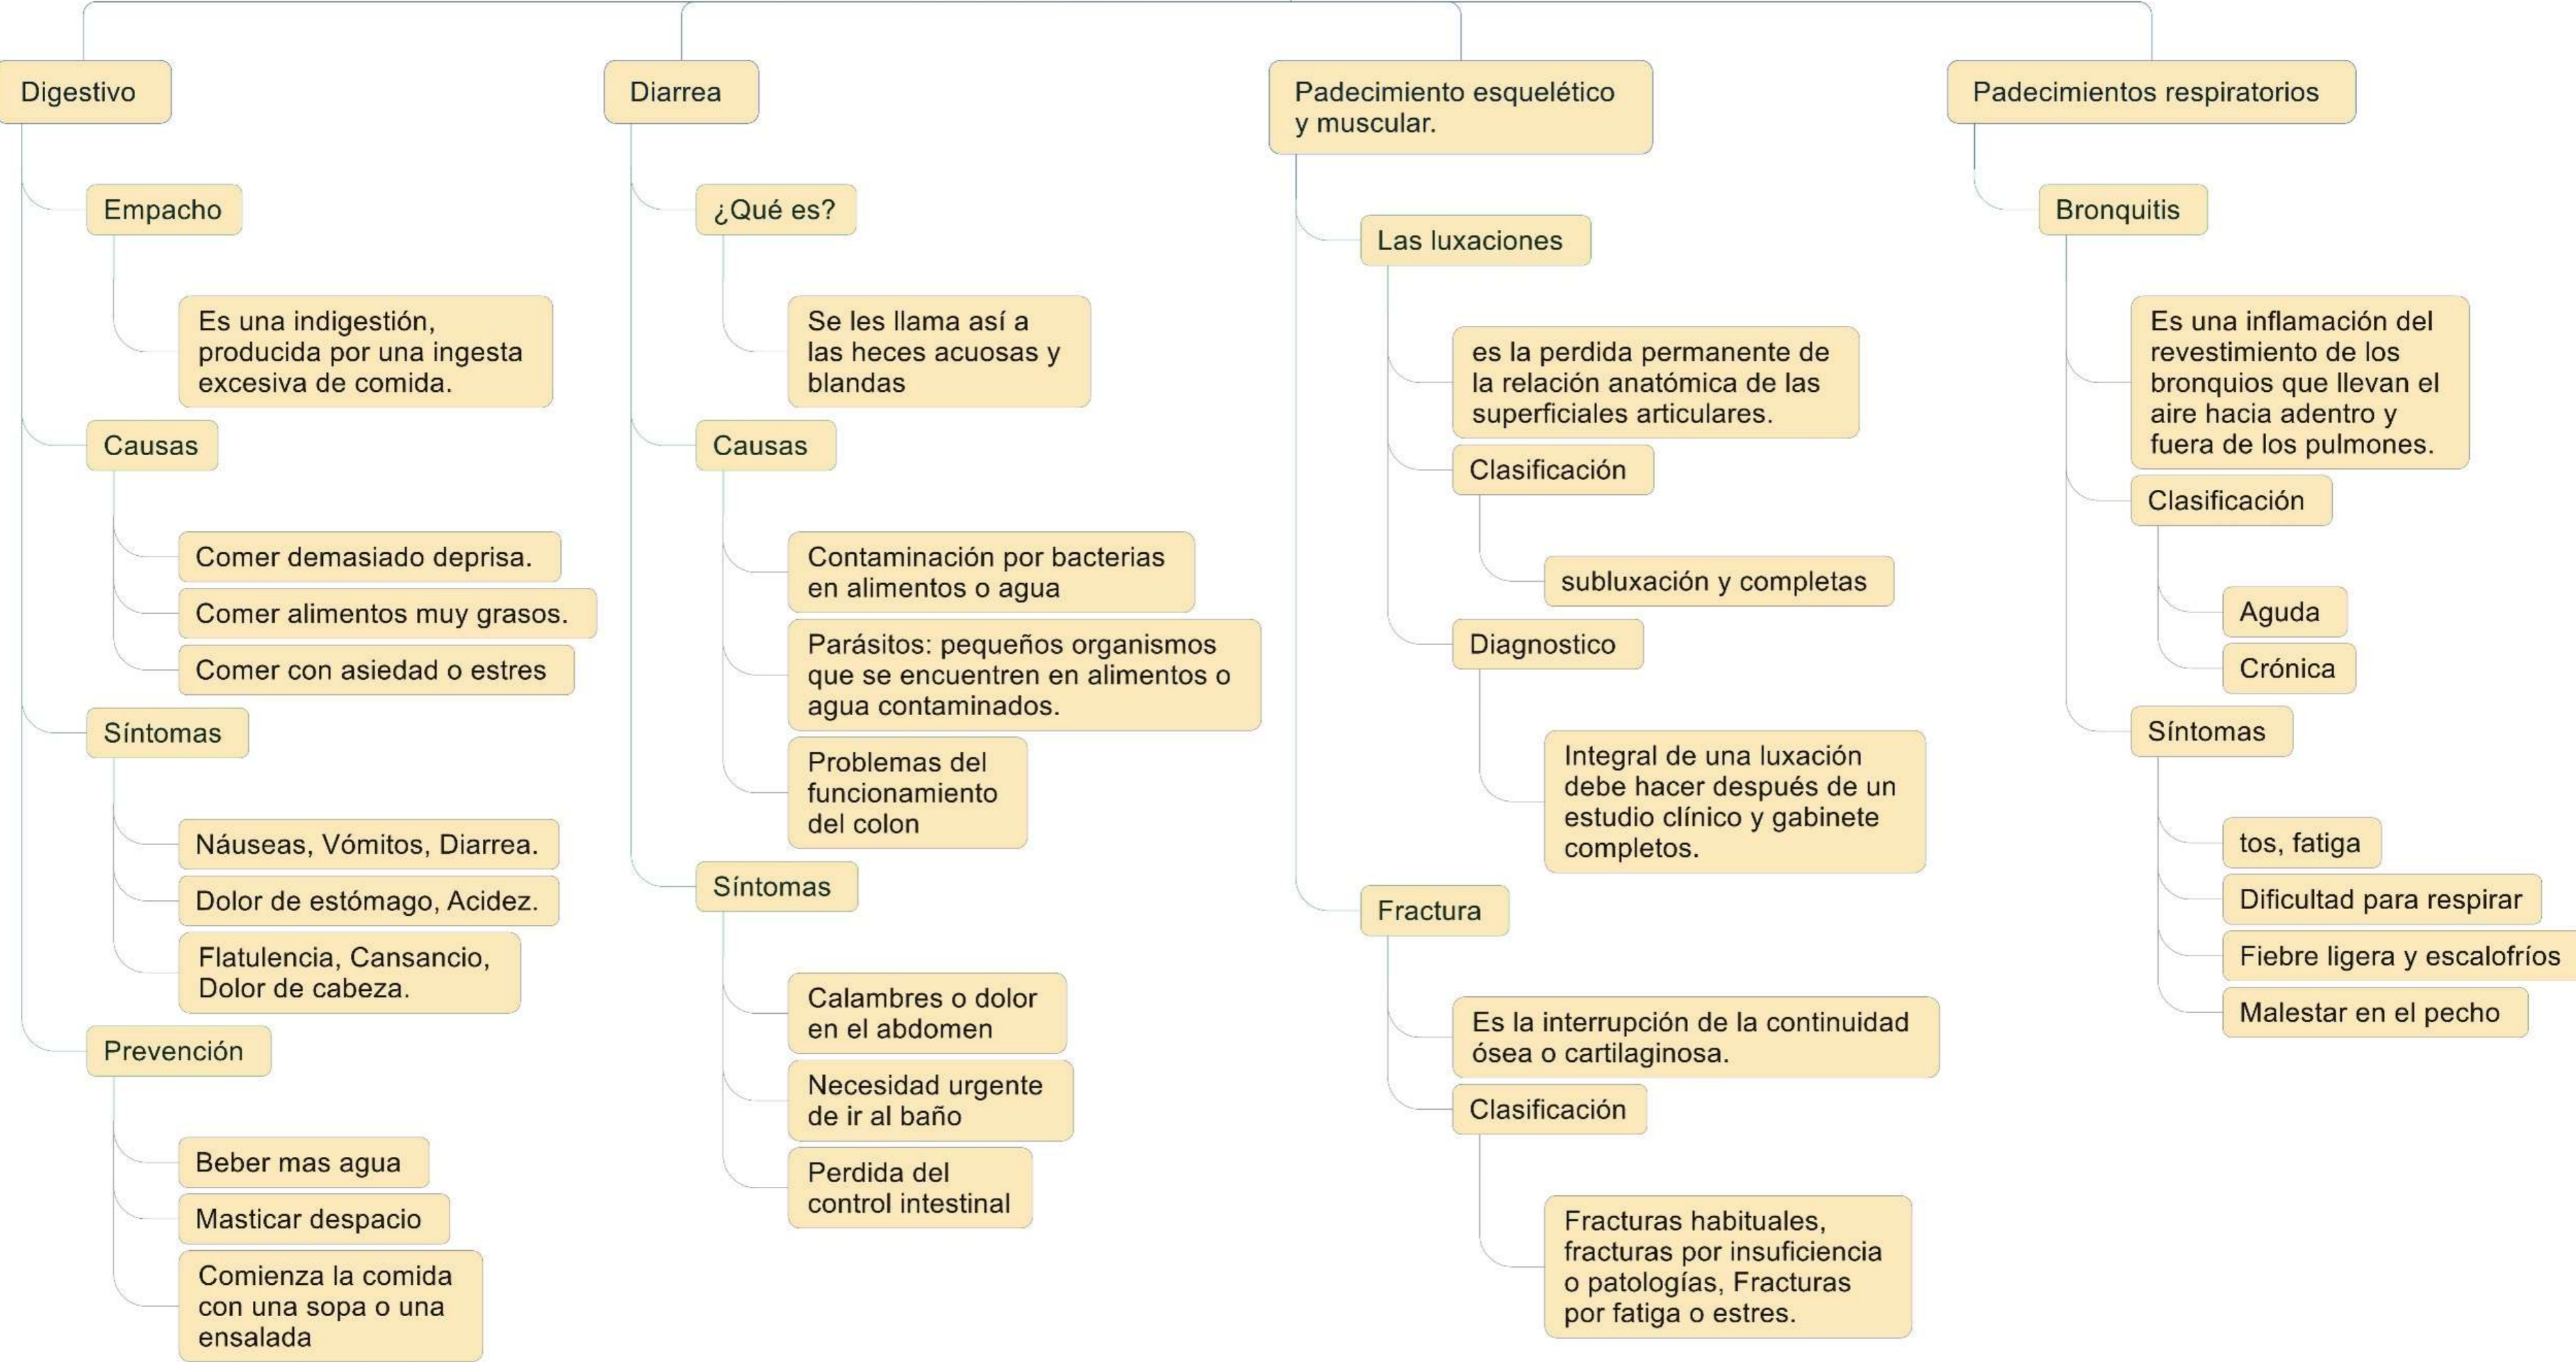 Digestivo
Empacho
Es una indigestión,
producida por una ingesta
excesiva de comida.
Causas
Comer demasiado deprisa.
Comer alimentos muy grasos.
Comer con asiedad o estres
Síntomas
Náuseas, Vómitos, Diarrea.
Dolor de estómago, Acidez.
Flatulencia, Cansancio,
Dolor de cabeza.
Prevención
Beber mas agua
Masticar despacio
Comienza la comida
con una sopa o una
ensalada
Diarrea
¿Qué es?
Se les llama así a
las heces acuosas y
blandas
Causas
Contaminación por bacterias
en alimentos o agua
Parásitos: pequeños organismos
que se encuentren en alimentos o
agua contaminados.
Problemas del
funcionamiento
del colon
Síntomas
Calambres o dolor
en el abdomen
Necesidad urgente
de ir al baño
Perdida del
control intestinal
Padecimiento esquelético
y muscular.
Las luxaciones
es la perdida permanente de
la relación anatómica de las
superficiales articulares.
Clasificación
subluxación y completas
Diagnostico
Integral de una luxación
debe hacer después de un
estudio clínico y gabinete
completos.
Fractura
Es la interrupción de la continuidad
ósea o cartilaginosa.
Clasificación
Fracturas habituales,
fracturas por insuficiencia
o patologías, Fracturas
por fatiga o estres.
Padecimientos respiratorios
Bronquitis
Es una inflamación del
revestimiento de los
bronquios que llevan el
aire hacia adentro y
fuera de los pulmones.
Clasificación
Aguda
Crónica
Síntomas
tos, fatiga
Dificultad para respirar
Fiebre ligera y escalofríos
Malestar en el pecho